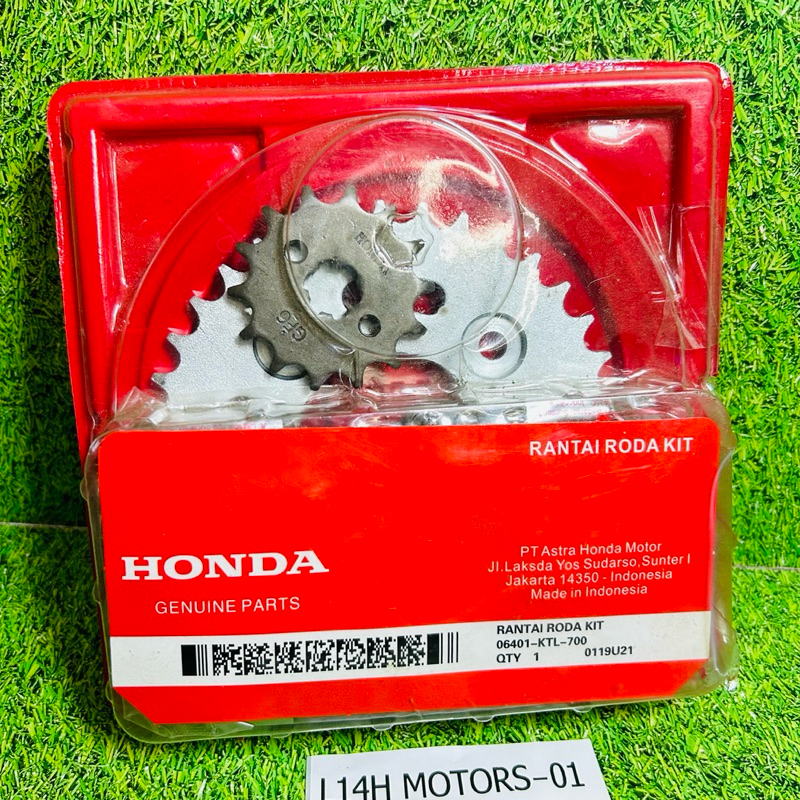 RANTAI RODA KIT
HONDA
GENUINE PARTS
PT Astra Honda Motor
Jl.Laksda Yos Sudarso,Sunter I
Jakarta 14350 - Indonesia
Made in Indonesia
RANTAI RODA KIT
06401-KTL-700
QTY 1 0119U21
L14H MOTORS-01